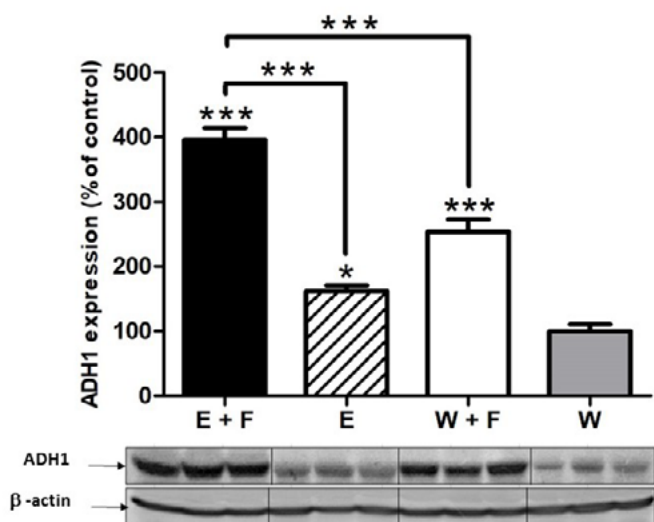 ***
***
500
***
400
300
***
200
*
100
0
ADH1 expression (% of control)
E + F E W + F W
ADH1
β -actin